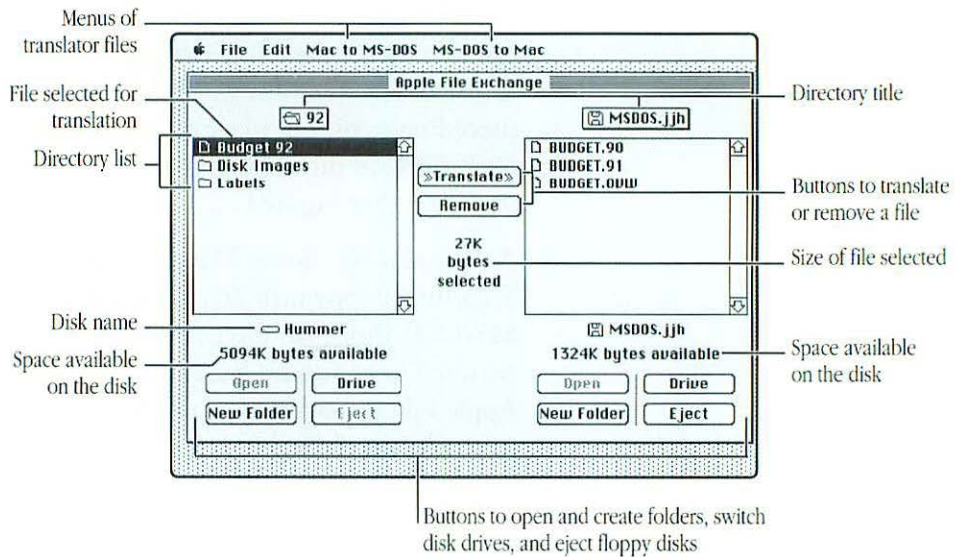 Menus of
translator files
File Edit Mac to MS-DOS MS-DOS to Mac
Apple File Exchange
File selected for
translation
92
MSDOS.jjh
Directory title
Directory list
Budget 92
Disk Images
Labels
»Translate»
Remove
BUDGET.90
BUDGET.91
BUDGET.OVW
Buttons to translate
or remove a file
27K
bytes
selected
Size of file selected
Disk name
Hummer
MSDOS.jjh
Space available
on the disk
5094K bytes available
1324K bytes available
Space available
on the disk
Open Drive
Open Drive
New Folder Eject
New Folder Eject
Buttons to open and create folders, switch
disk drives, and eject floppy disks